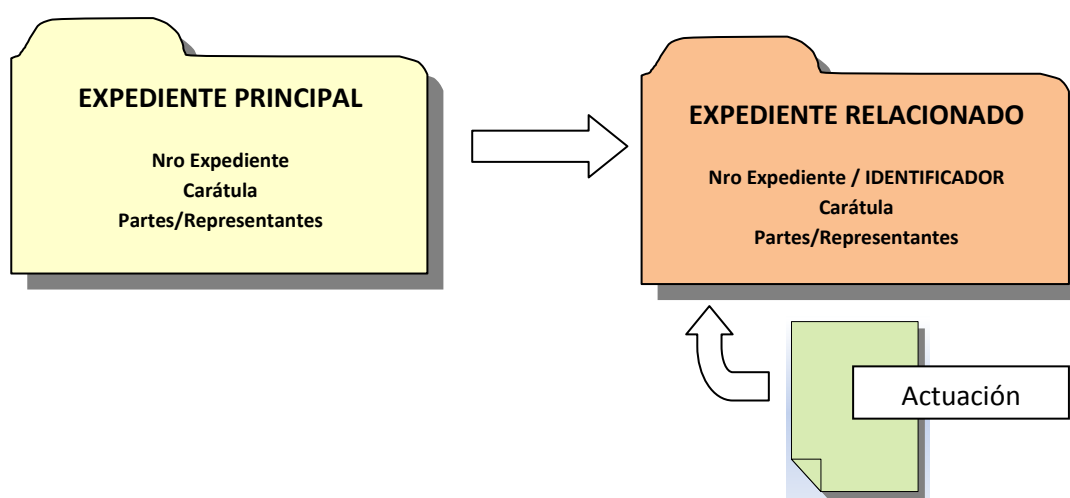 EXPEDIENTE PRINCIPAL
Nro Expediente
Carátula
Partes/Representantes
EXPEDIENTE RELACIONADO
Nro Expediente / IDENTIFICADOR
Carátula
Partes/Representantes
Actuación